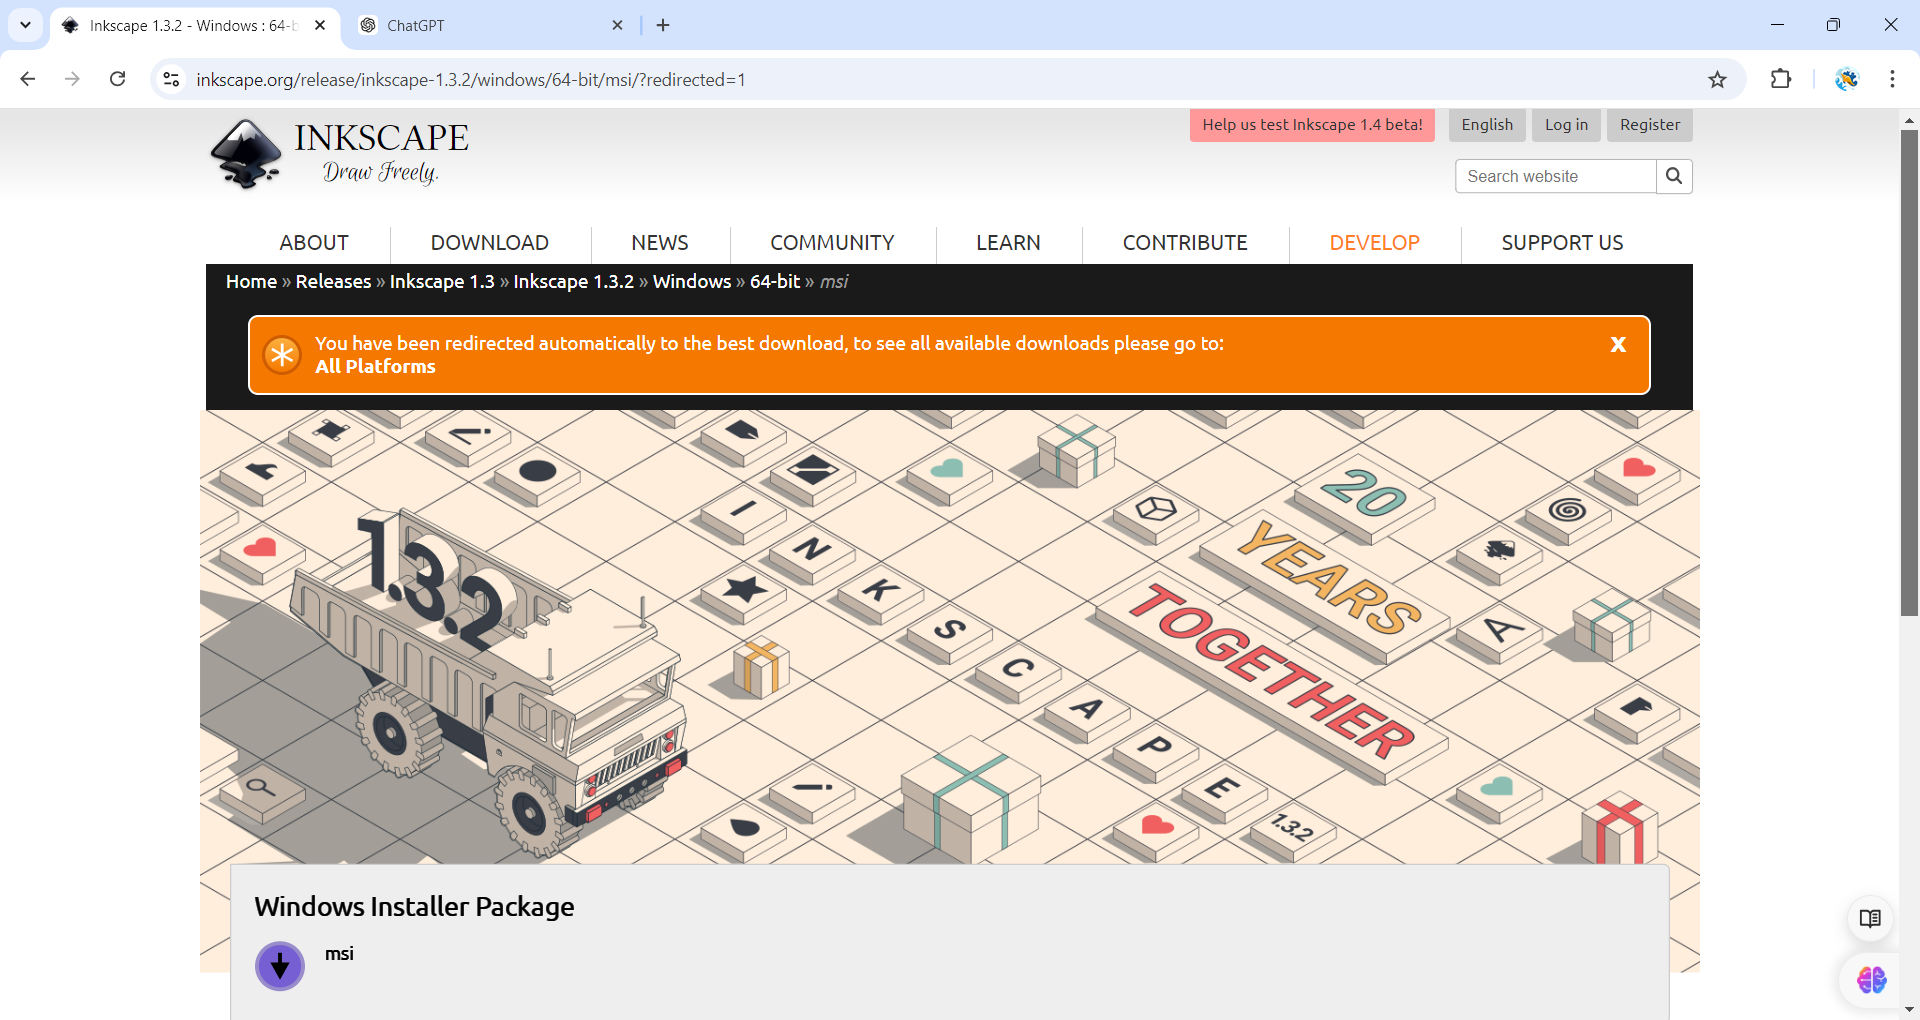 Inkscape 1.3.2 - Windows : 64-b
ChatGPT
inkscape.org/release/inkscape-1.3.2/windows/64-bit/msi/?redirected=1
INKSCAPE
Draw Freely.
Help us test Inkscape 1.4 beta!
English
Log in
Register
Search website
ABOUT
DOWNLOAD
NEWS
COMMUNITY
LEARN
CONTRIBUTE
DEVELOP
SUPPORT US
Home » Releases » Inkscape 1.3 » Inkscape 1.3.2 » Windows » 64-bit » msi
You have been redirected automatically to the best download, to see all available downloads please go to:
All Platforms
X
1.3.2
INKSCAPE
1.3.2
20
YEARS
TOGETHER
A
Windows Installer Package
msi